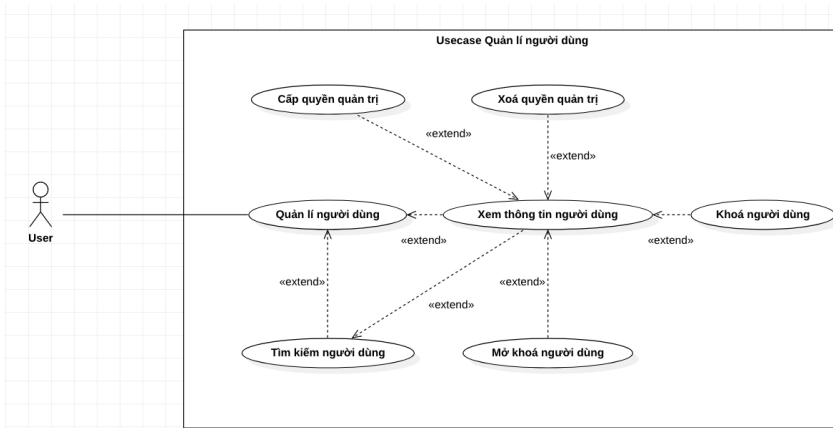 Usecase Quản lí người dùng
Cấp quyền quản trị
Xoá quyền quản trị
«extend»
«extend»
User
Quản lí người dùng
Xem thông tin người dùng
Khoá người dùng
«extend»
«extend»
«extend»
«extend»
«extend»
Tìm kiếm người dùng
Mở khoá người dùng